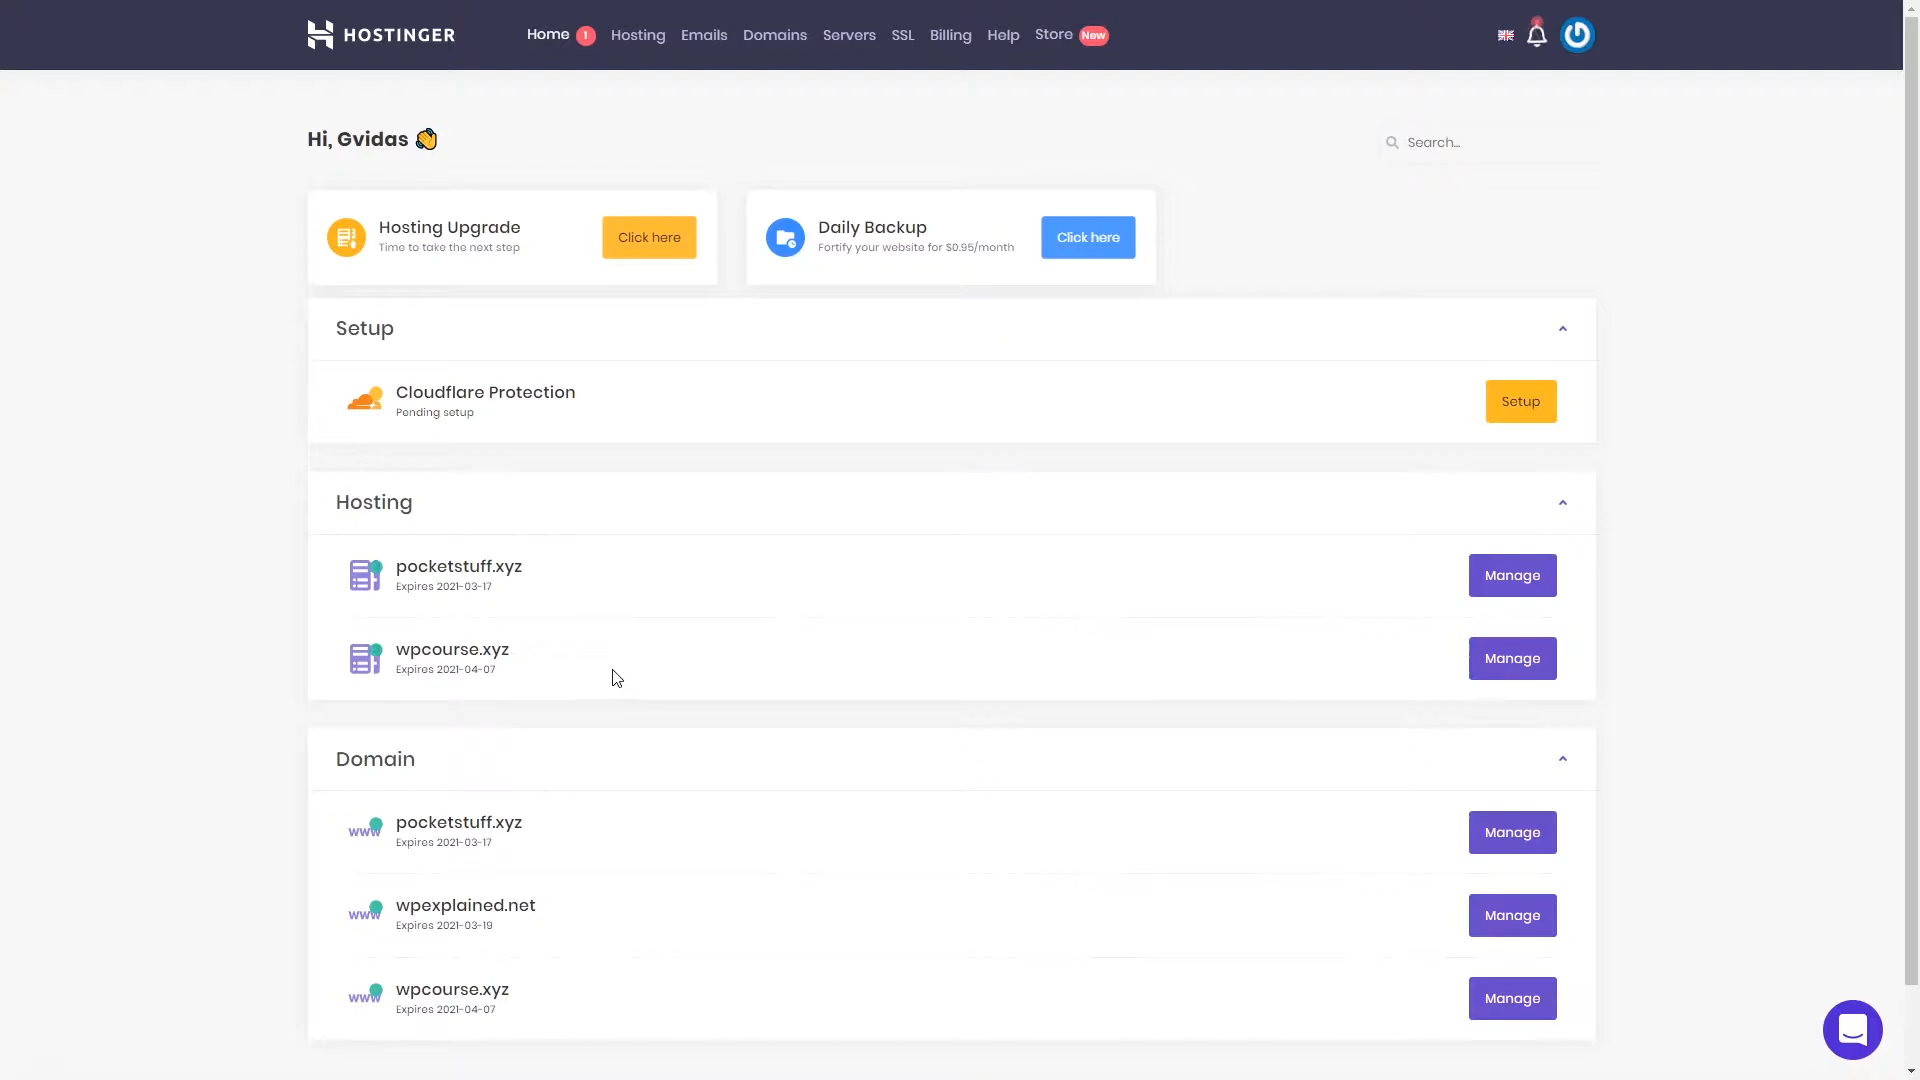 HOSTINGER Home 1 Hosting Emails Domains Servers SSL Billing Help Store New
Hi, Gvidas
Search...
Hosting Upgrade
Time to take the next step
Click here
Daily Backup
Fortify your website for $0.95/month
Click here
Setup
Cloudflare Protection
Pending setup
Setup
Hosting
pocketstuff.xyz
Expires 2021-03-17
Manage
wpcourse.xyz
Expires 2021-04-07
Manage
Domain
www
pocketstuff.xyz
Expires 2021-03-17
Manage
www
wpexplained.net
Expires 2021-03-19
Manage
www
wpcourse.xyz
Expires 2021-04-07
Manage